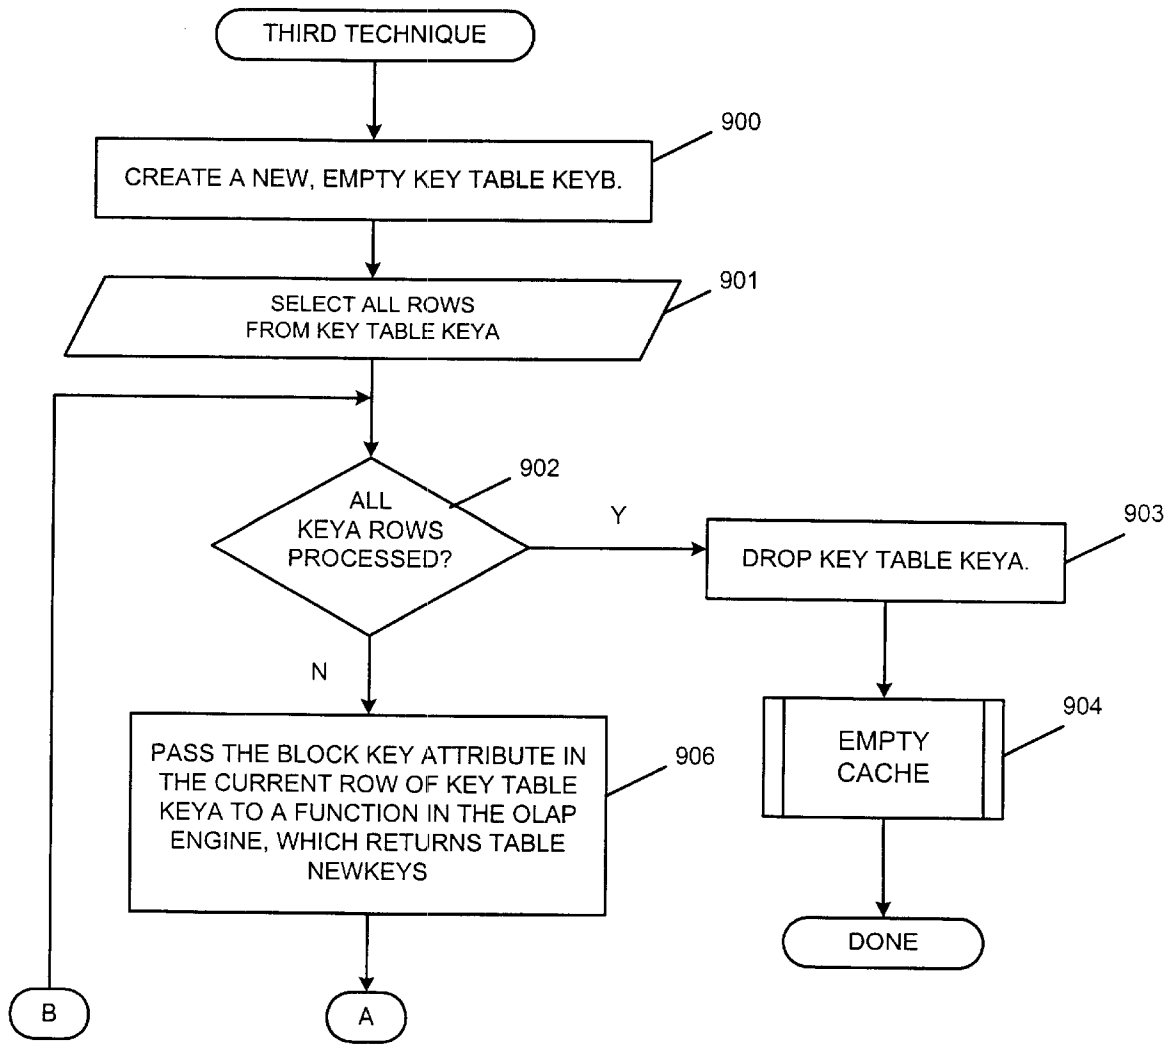 THIRD TECHNIQUE
900
CREATE A NEW, EMPTY KEY TABLE KEYB.
901
SELECT ALL ROWS
FROM KEY TABLE KEYA
902
ALL
KEYA ROWS
PROCESSED?
Y
903
DROP KEY TABLE KEYA.
N
904
EMPTY
CACHE
906
PASS THE BLOCK KEY ATTRIBUTE IN
THE CURRENT ROW OF KEY TABLE
KEYA TO A FUNCTION IN THE OLAP
ENGINE, WHICH RETURNS TABLE
NEWKEYS
DONE
B
A